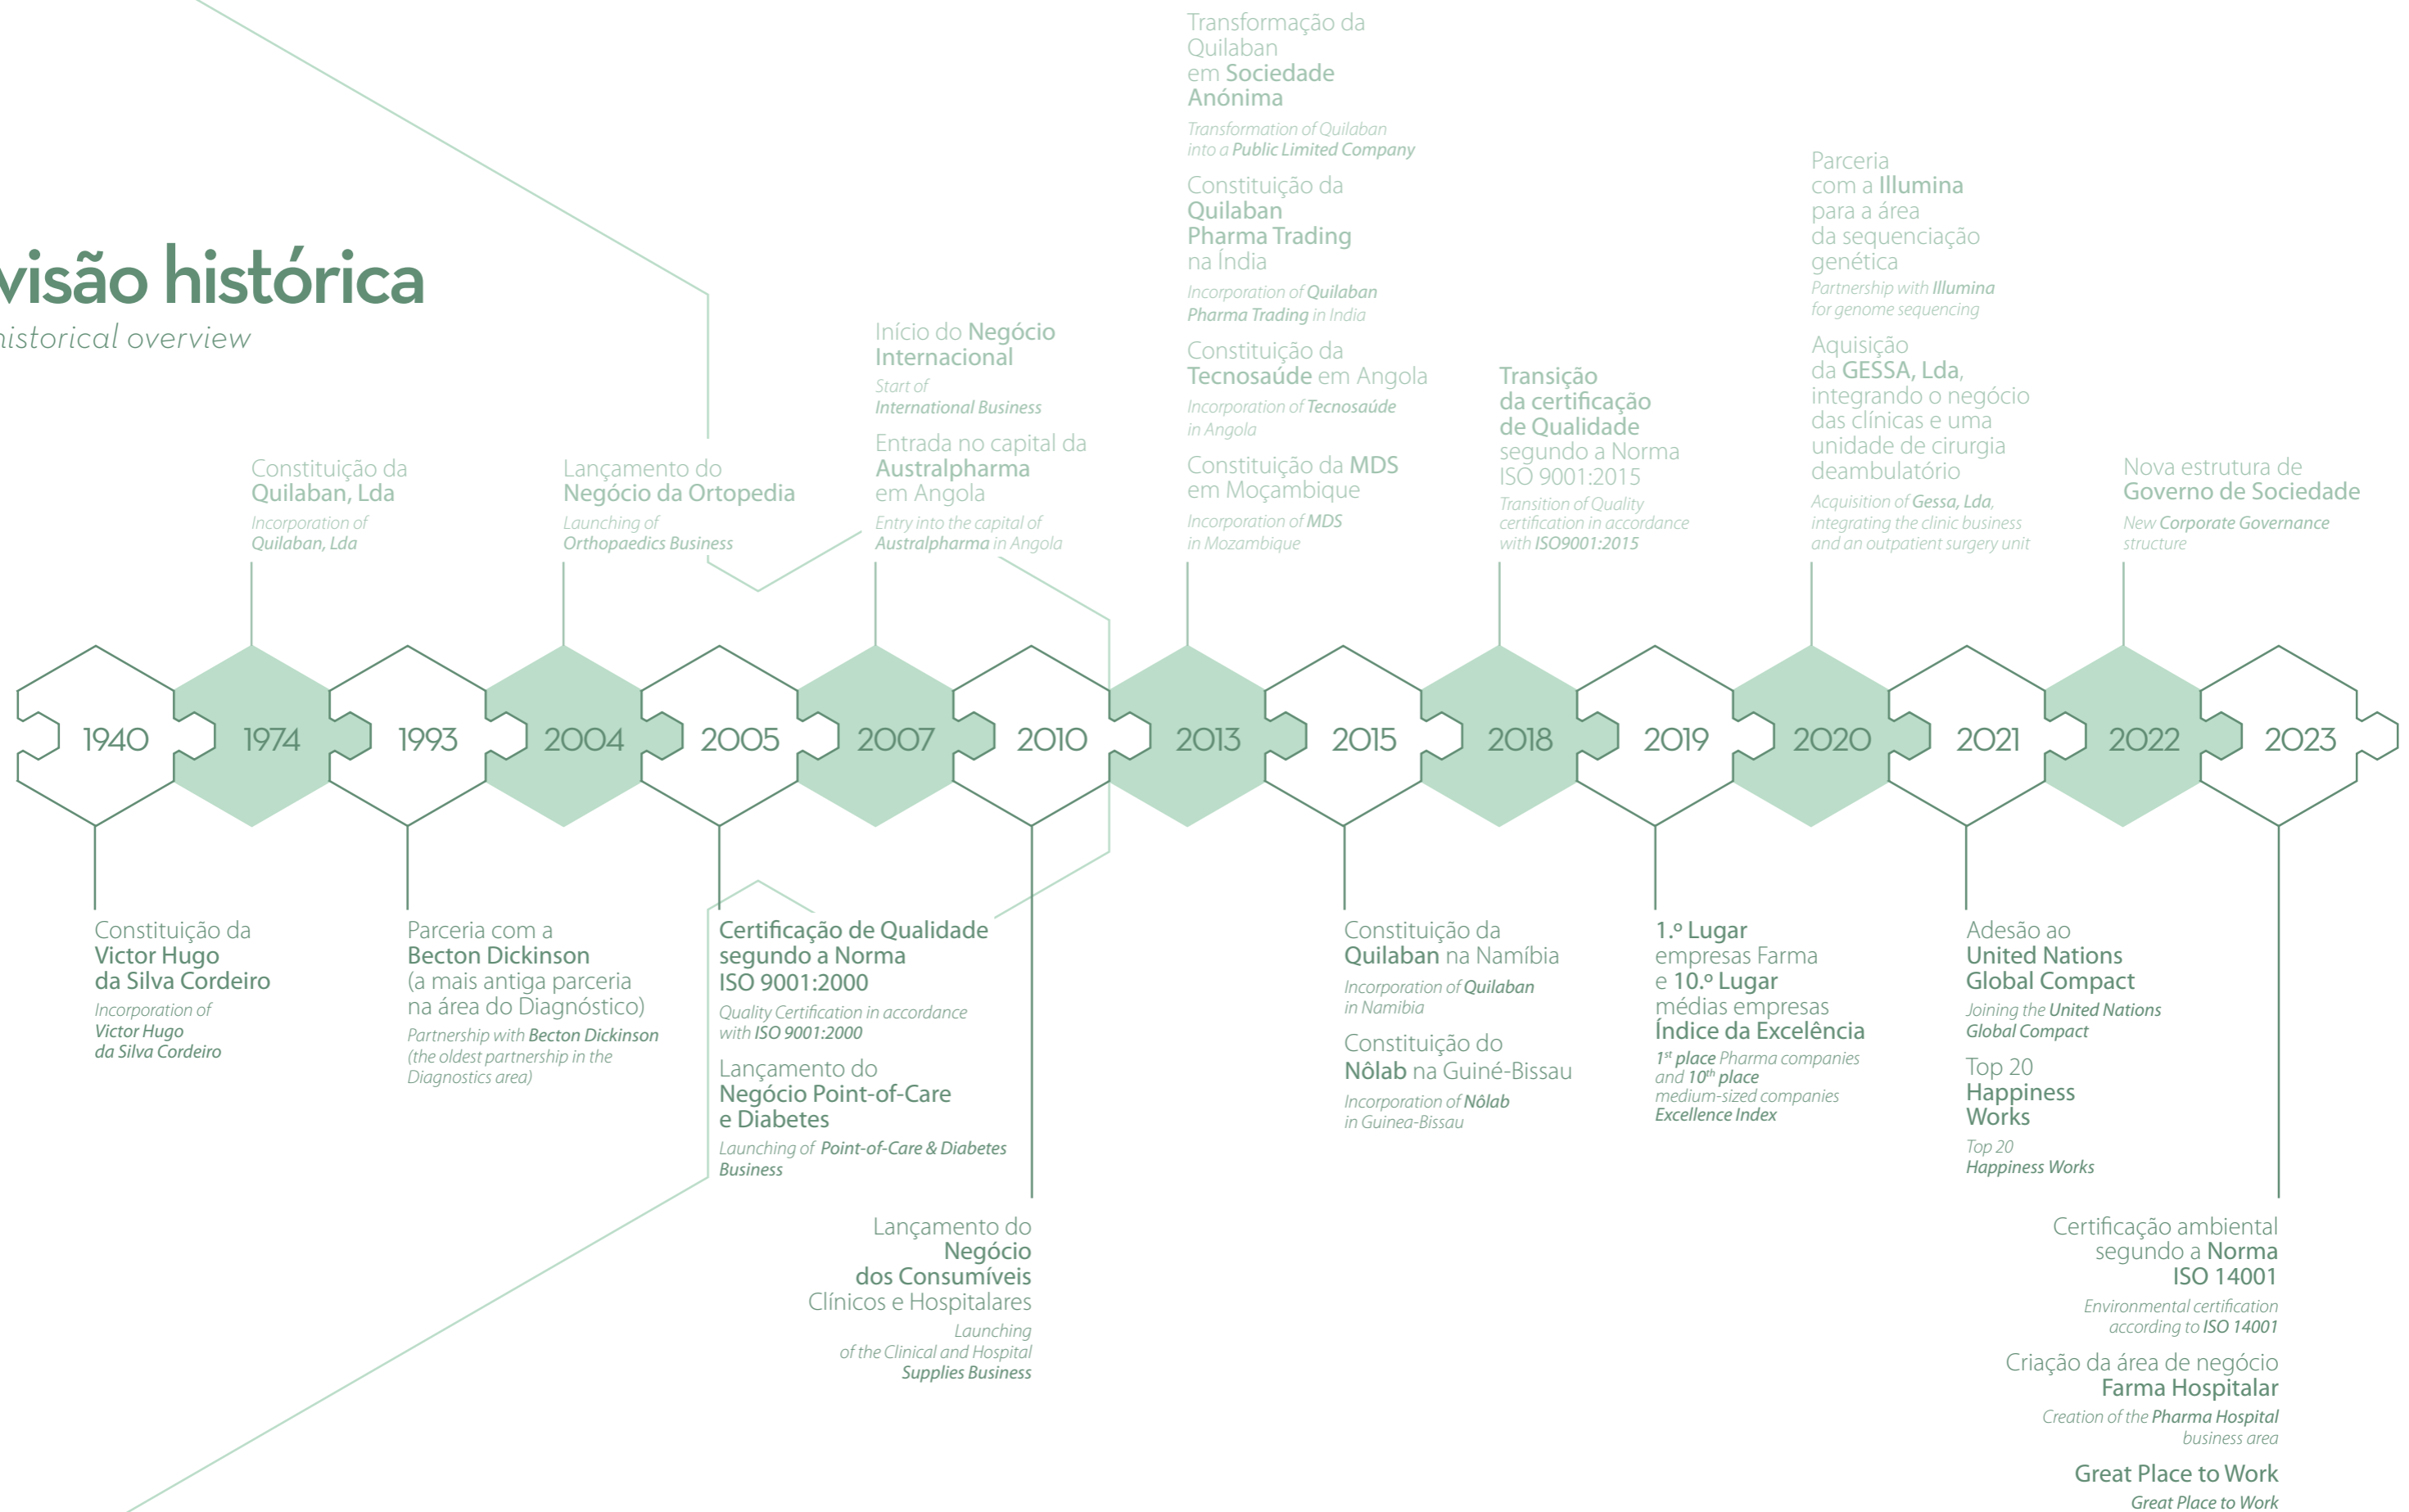 visão histórica
historical overview
Constituição da
Quilaban, Lda
Incorporation of
Quilaban, Lda
Lançamento do
Negócio da Ortopedia
Launching of
Orthopaedics Business
Início do Negócio
Internacional
Start of
International Business
Entrada no capital da
Australpharma
em Angola
Entry into the capital of
Australpharma in Angola
Transformação da
Quilaban
em Sociedade
Anónima
Transformation of Quilaban
into a Public Limited Company
Constituição da
Quilaban
Pharma Trading
na Índia
Incorporation of Quilaban
Pharma Trading in India
Constituição da
Tecnosaúde em Angola
Incorporation of Tecnosaúde
in Angola
Constituição da MDS
em Moçambique
Incorporation of MDS
in Mozambique
Transição
da certificação
de Qualidade
segundo a Norma
ISO 9001:2015
Transition of Quality
certification in accordance
with ISO9001:2015
Parceria
com a Illumina
para a área
da sequenciação
genética
Partnership with Illumina
for genome sequencing
Aquisição
da GESSA, Lda,
integrando o negócio
das clínicas e uma
unidade de cirurgia
deambulatório
Acquisition of Gessa, Lda,
integrating the clinic business
and an outpatient surgery unit
Nova estrutura de
Governo de Sociedade
New Corporate Governance
structure
1940 1974 1993 2004 2005 2007 2010 2013 2015 2018 2019 2020 2021 2022 2023
Constituição da
Victor Hugo
da Silva Cordeiro
Incorporation of
Victor Hugo
da Silva Cordeiro
Parceria com a
Becton Dickinson
(a mais antiga parceria
na área do Diagnóstico)
Partnership with Becton Dickinson
(the oldest partnership in the
Diagnostics area)
Certificação de Qualidade
segundo a Norma
ISO 9001:2000
Quality Certification in accordance
with ISO 9001:2000
Lançamento do
Negócio Point-of-Care
e Diabetes
Launching of Point-of-Care & Diabetes
Business
Lançamento do
Negócio
dos Consumíveis
Clínicos e Hospitalares
Launching
of the Clinical and Hospital
Supplies Business
Constituição da
Quilaban na Namíbia
Incorporation of Quilaban
in Namibia
Constituição do
Nôlab na Guiné-Bissau
Incorporation of Nôlab
in Guinea-Bissau
1.º Lugar
empresas Farma
e 10.º Lugar
médias empresas
Índice da Excelência
1st place Pharma companies
and 10th place
medium-sized companies
Excellence Index
Adesão ao
United Nations
Global Compact
Joining the United Nations
Global Compact
Top 20
Happiness
Works
Top 20
Happiness Works
Certificação ambiental
segundo a Norma
ISO 14001
Environmental certification
according to ISO 14001
Criação da área de negócio
Farma Hospitalar
Creation of the Pharma Hospital
business area
Great Place to Work
Great Place to Work